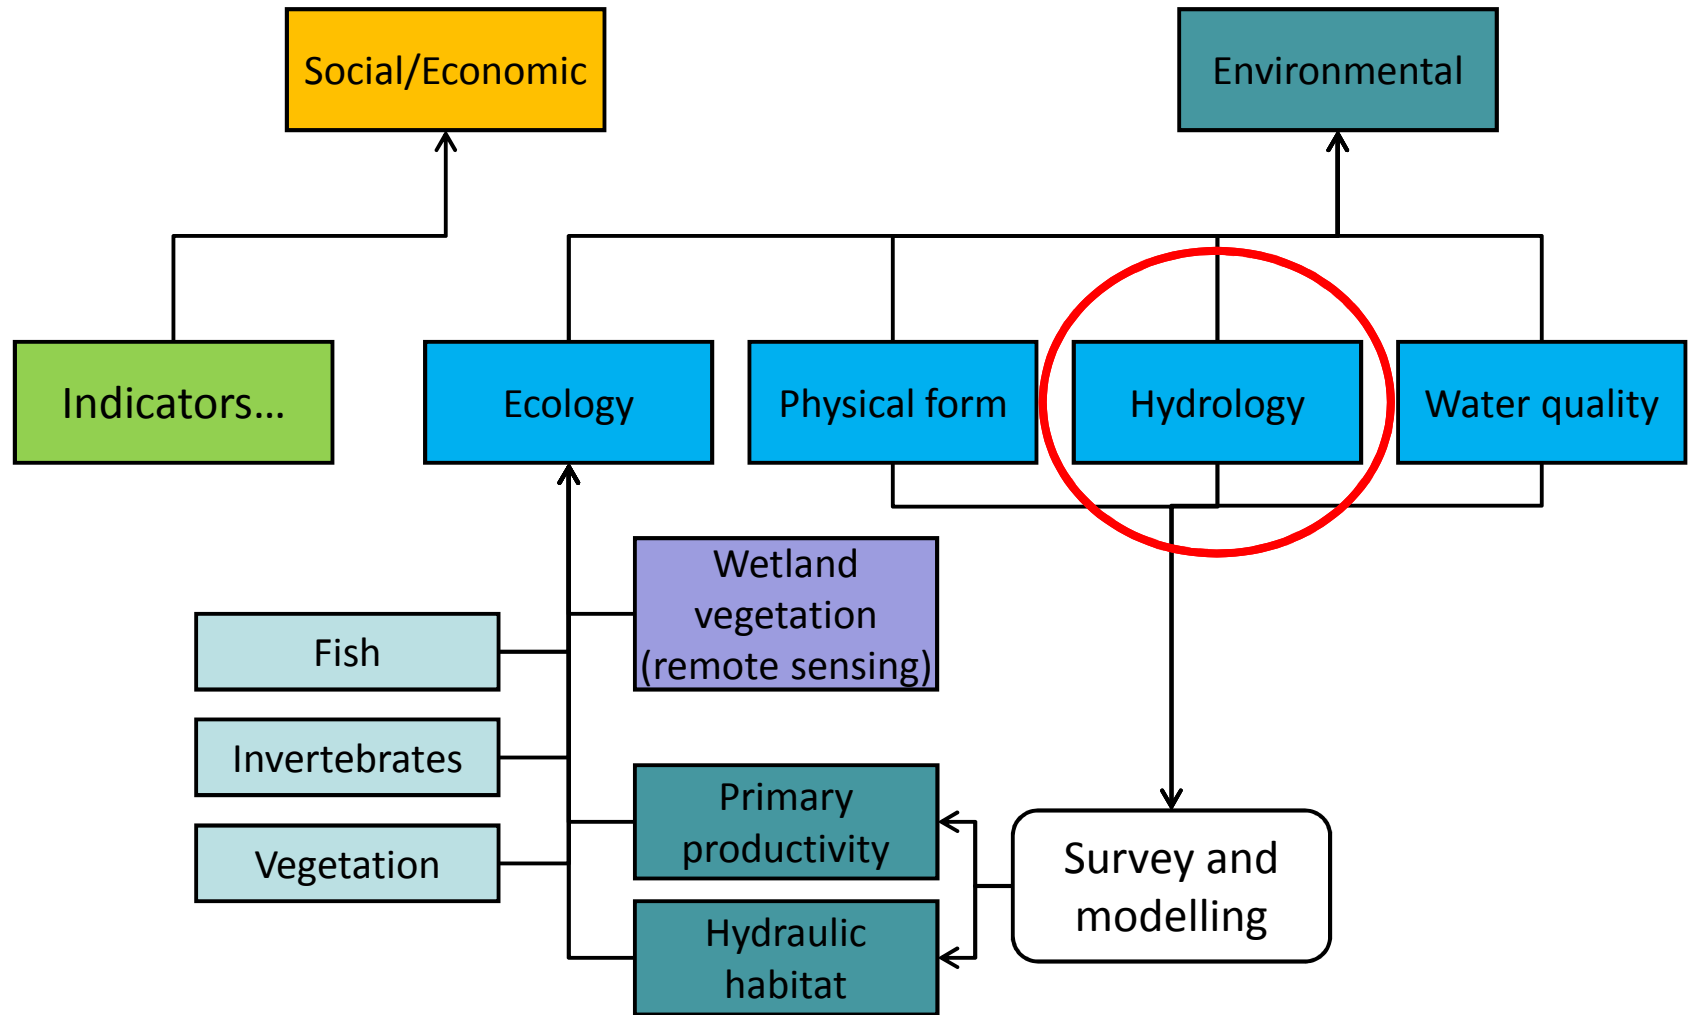 Social/Economic
Environmental
Indicators...
Ecology
Physical form
Hydrology
Water quality
Wetland
vegetation
(remote sensing)
Fish
Invertebrates
Vegetation
Primary
productivity
Hydraulic
habitat
Survey and
modelling